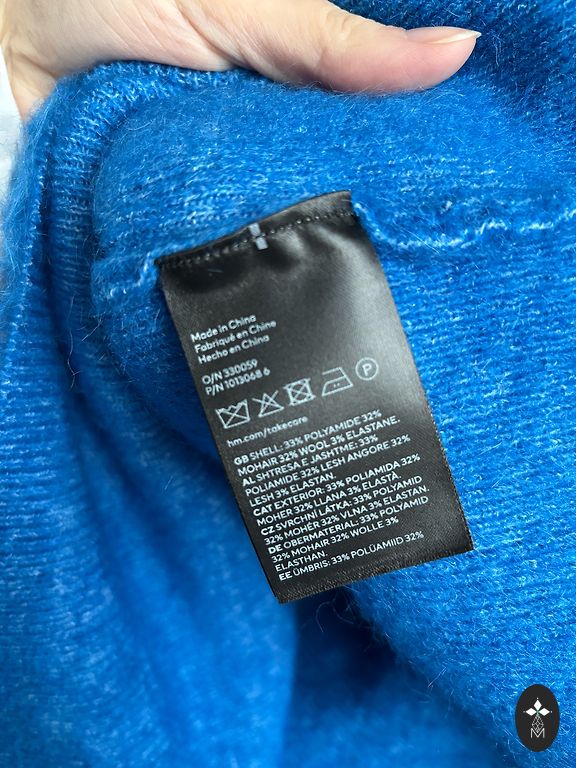 Made in China
Fabriqué en Chine
Hecho en China
O/N 330059
P/N 1013068 6
P
hm.com/takecare
GB SHELL: 33% POLYAMIDE 32%
MOHAIR 32% WOOL 3% ELASTANE.
AL SHTRESA E JASHTME: 33%
POLIAMIDE 32% LESH ANGORE 32%
LESH 3% ELASTAN
CAT EXTERIOR: 33% POLIAMIDA 32%
MOHER 32% LLANA 3% ELASTÀ.
CZ SVRCHNÍ LÁTKA: 33% POLYAMID
32% MOHÉR 32% VLNA 3% ELASTAN
DE OBERMATERIAL: 33% POLYAMID
32% MOHAIR 32% WOLLE 3%
ELASTHAN.
EE ÜMBRIS: 33% POLÜAMIID 32%
M